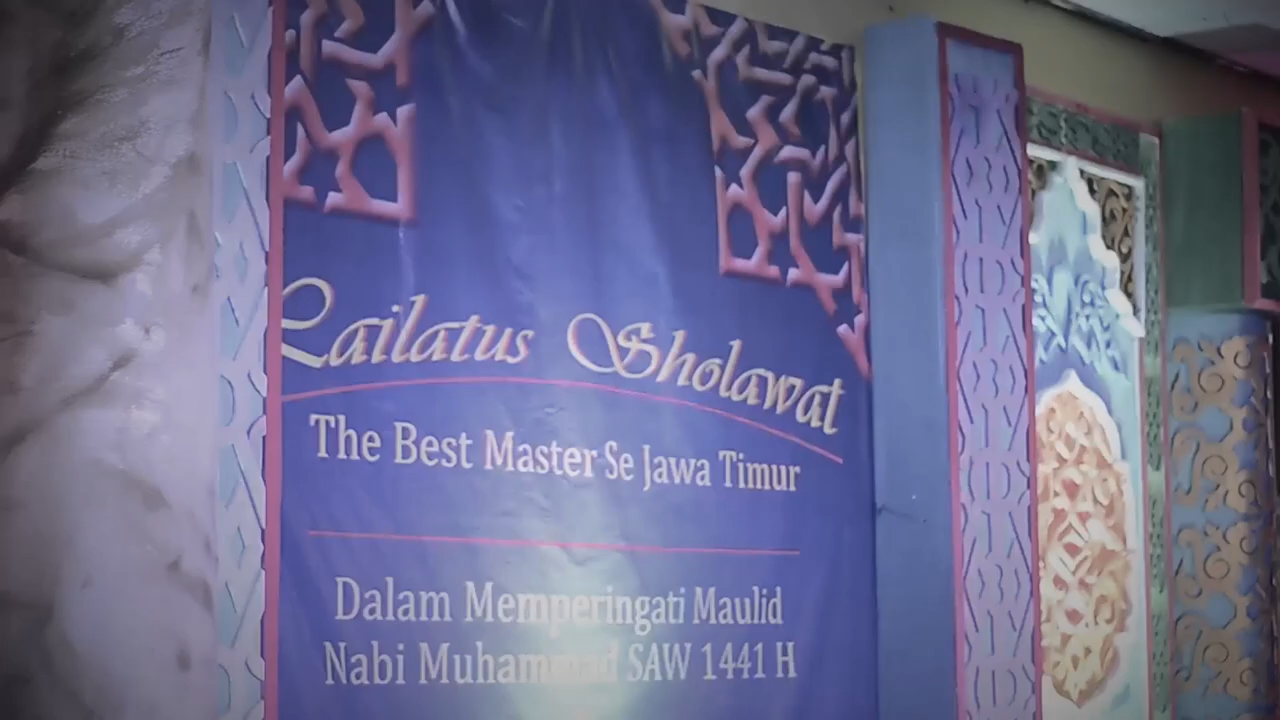 Lailatus Sholawat
The Best Master Se Jawa Timur
Dalam Memperingati Maulid
Nabi Muhammad SAW 1441 H